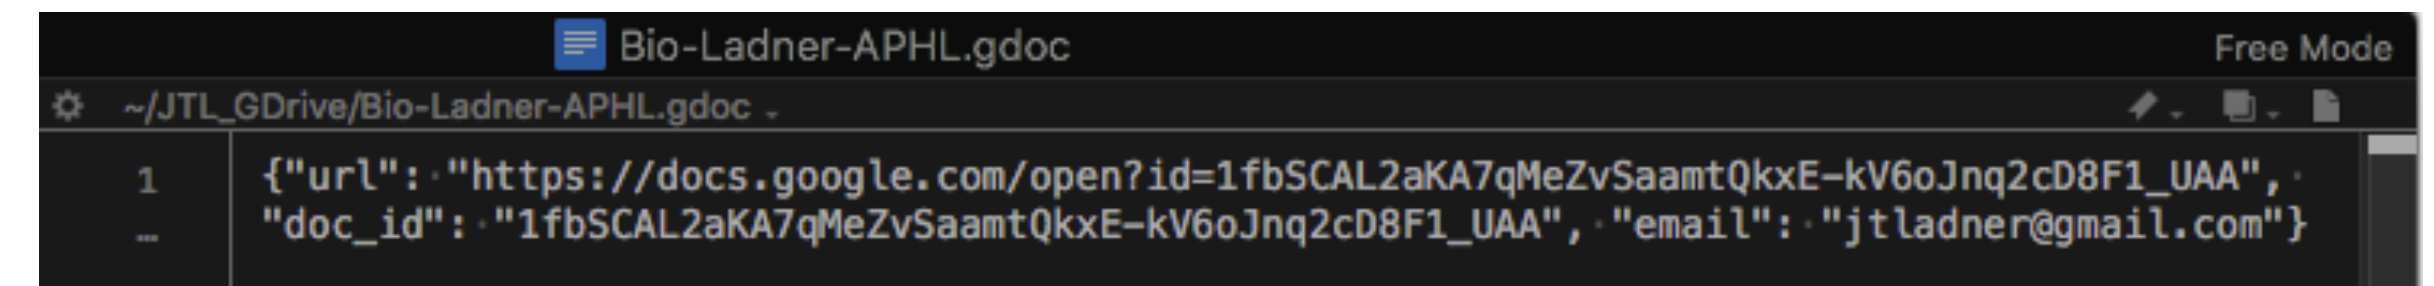 Bio-Ladner-APHL.gdoc
Free Mode
~/JTL_GDrive/Bio-Ladner-APHL.gdoc
1 {"url": "https://docs.google.com/open?id=1fbSCAL2aKA7qMeZvSaamtQkxE-kV6oJnq2cD8F1_UAA",
… "doc_id": "1fbSCAL2aKA7qMeZvSaamtQkxE-kV6oJnq2cD8F1_UAA", "email": "jtladner@gmail.com"}